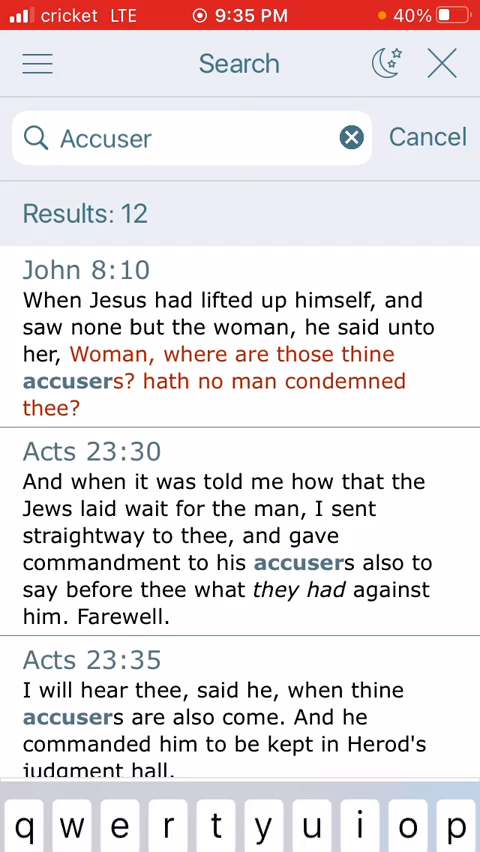 cricket LTE 9:35 PM 40%
Search
Accuser Cancel
Results: 12
John 8:10
When Jesus had lifted up himself, and
saw none but the woman, he said unto
her, Woman, where are those thine
accusers? hath no man condemned
thee?
Acts 23:30
And when it was told me how that the
Jews laid wait for the man, I sent
straightway to thee, and gave
commandment to his accusers also to
say before thee what they had against
him. Farewell.
Acts 23:35
I will hear thee, said he, when thine
accusers are also come. And he
commanded him to be kept in Herod's
judgment hall.
q w e r t y u i o p